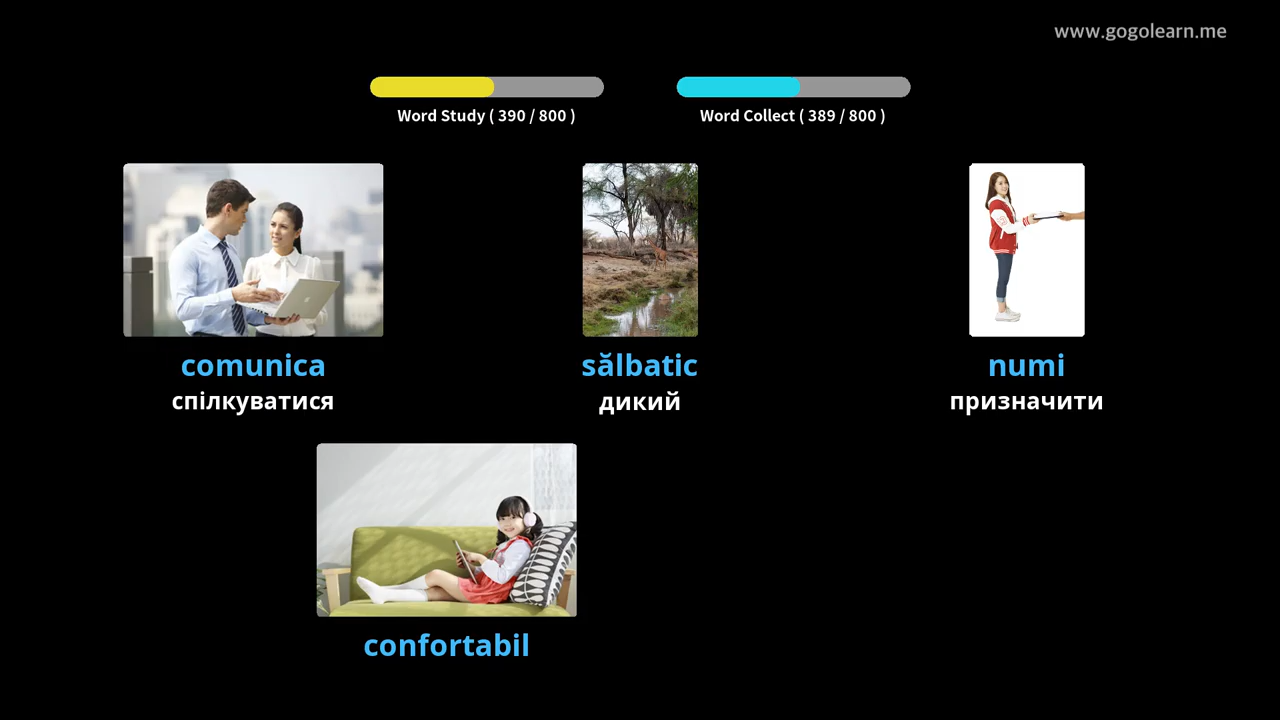 www.gogolearn.me
Word Study ( 390 / 800 )
Word Collect ( 389 / 800 )
comunica
спілкуватися
sălbatic
дикий
numi
призначити
confortabil